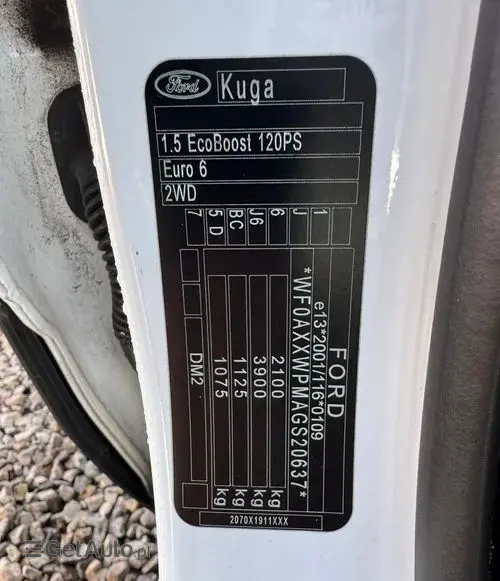 Ford
Kuga
1.5 EcoBoost 120PS
Euro 6
2WD
FORD
e13*2001/116*0109
*WF0AXXWPMAGS20637*
2100 kg
3900 kg
1125 kg
1075 kg
DM2
1
J
6
J6
BC
5 D
7
2070X1911XXX
GetAuto.pl